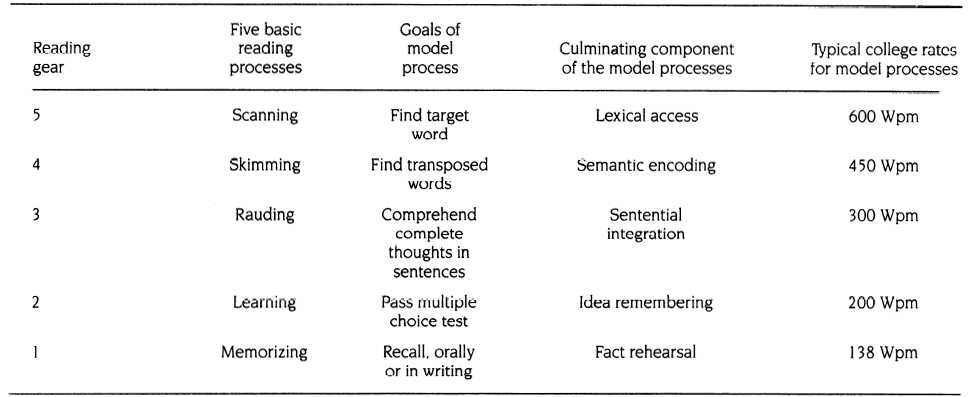 Reading gear	Five basic reading processes	Goals of model process	Culminating component of the model processes	Typical college rates for model processes
5	Scanning	Find target word	Lexical access	600 Wpm
4	Skimming	Find transposed words	Semantic encoding	450 Wpm
3	Rauding	Comprehend complete thoughts in sentences	Sentential integration	300 Wpm
2	Learning	Pass multiple choice test	Idea remembering	200 Wpm
1	Memorizing	Recall, orally or in writing	Fact rehearsal	138 Wpm